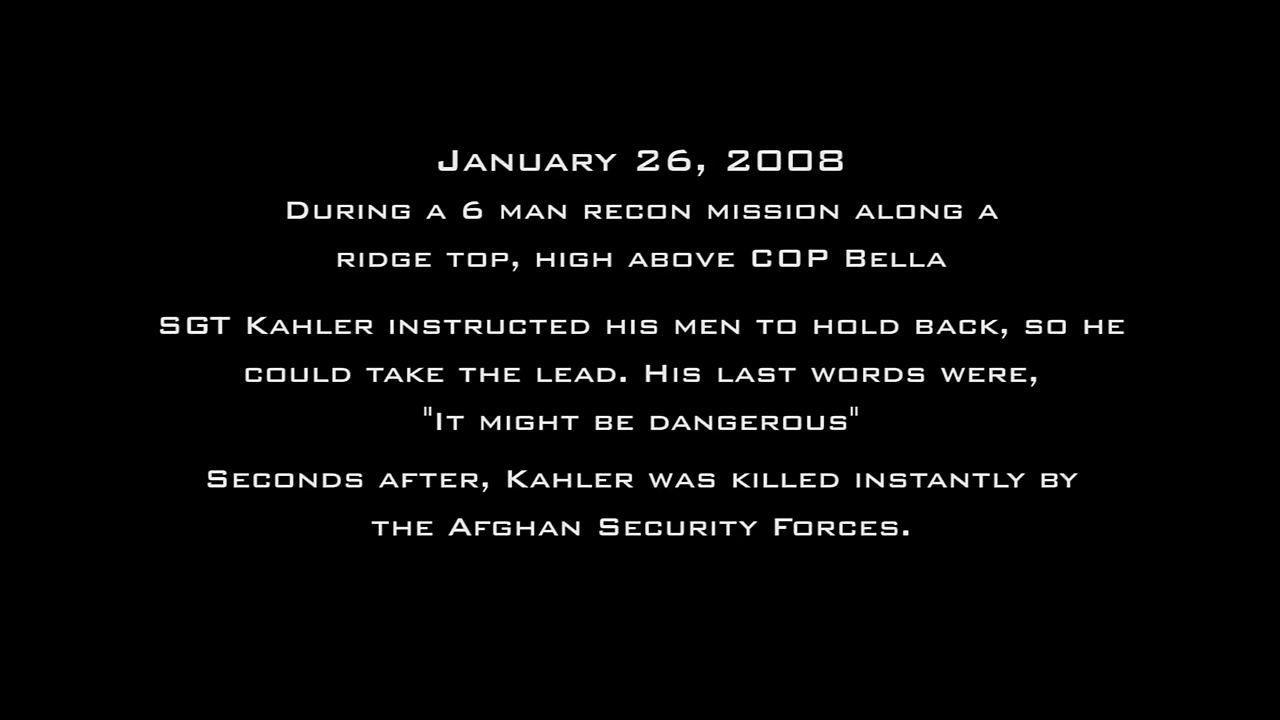 January 26, 2008
During a 6 man recon mission along a
ridge top, high above COP Bella
SGT Kahler instructed his men to hold back, so he
could take the lead. His last words were,
"It might be dangerous"
Seconds after, Kahler was killed instantly by
the Afghan Security Forces.